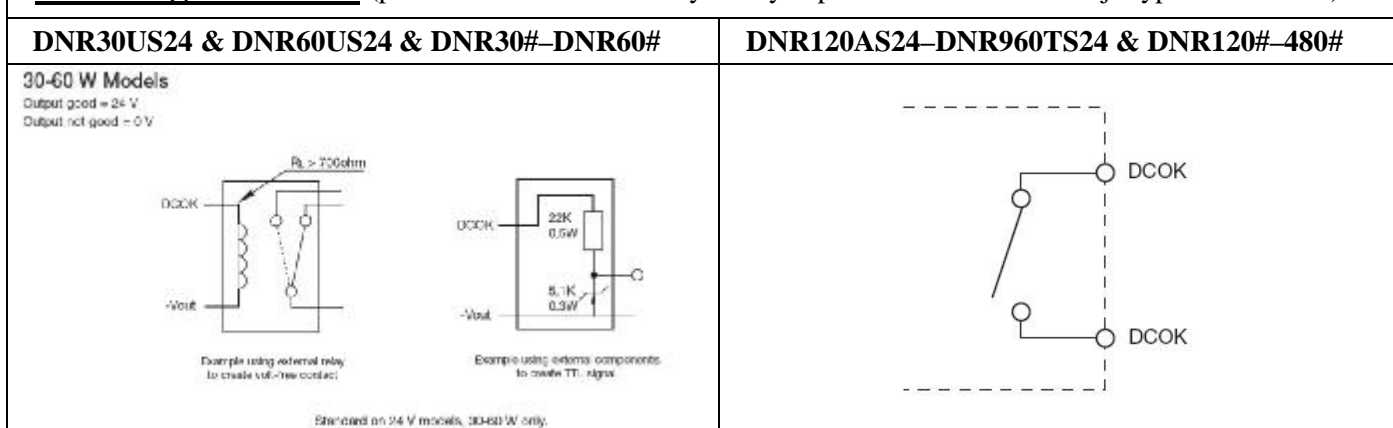 DNR30US24 & DNR60US24 & DNR30#–DNR60#
DNR120AS24–DNR960TS24 & DNR120#–480#
30-60 W Models
Output good = 24 V
Output not good = 0 V
RL > 700ohm
DCOK
-Vout
Example using external relay
to create volt-free contact
DCOK
22K
0.5W
5.1K
0.3W
-Vout
Example using external components
to create TTL signal
Standard on 24 V models, 30-60 W only.
DCOK
DCOK